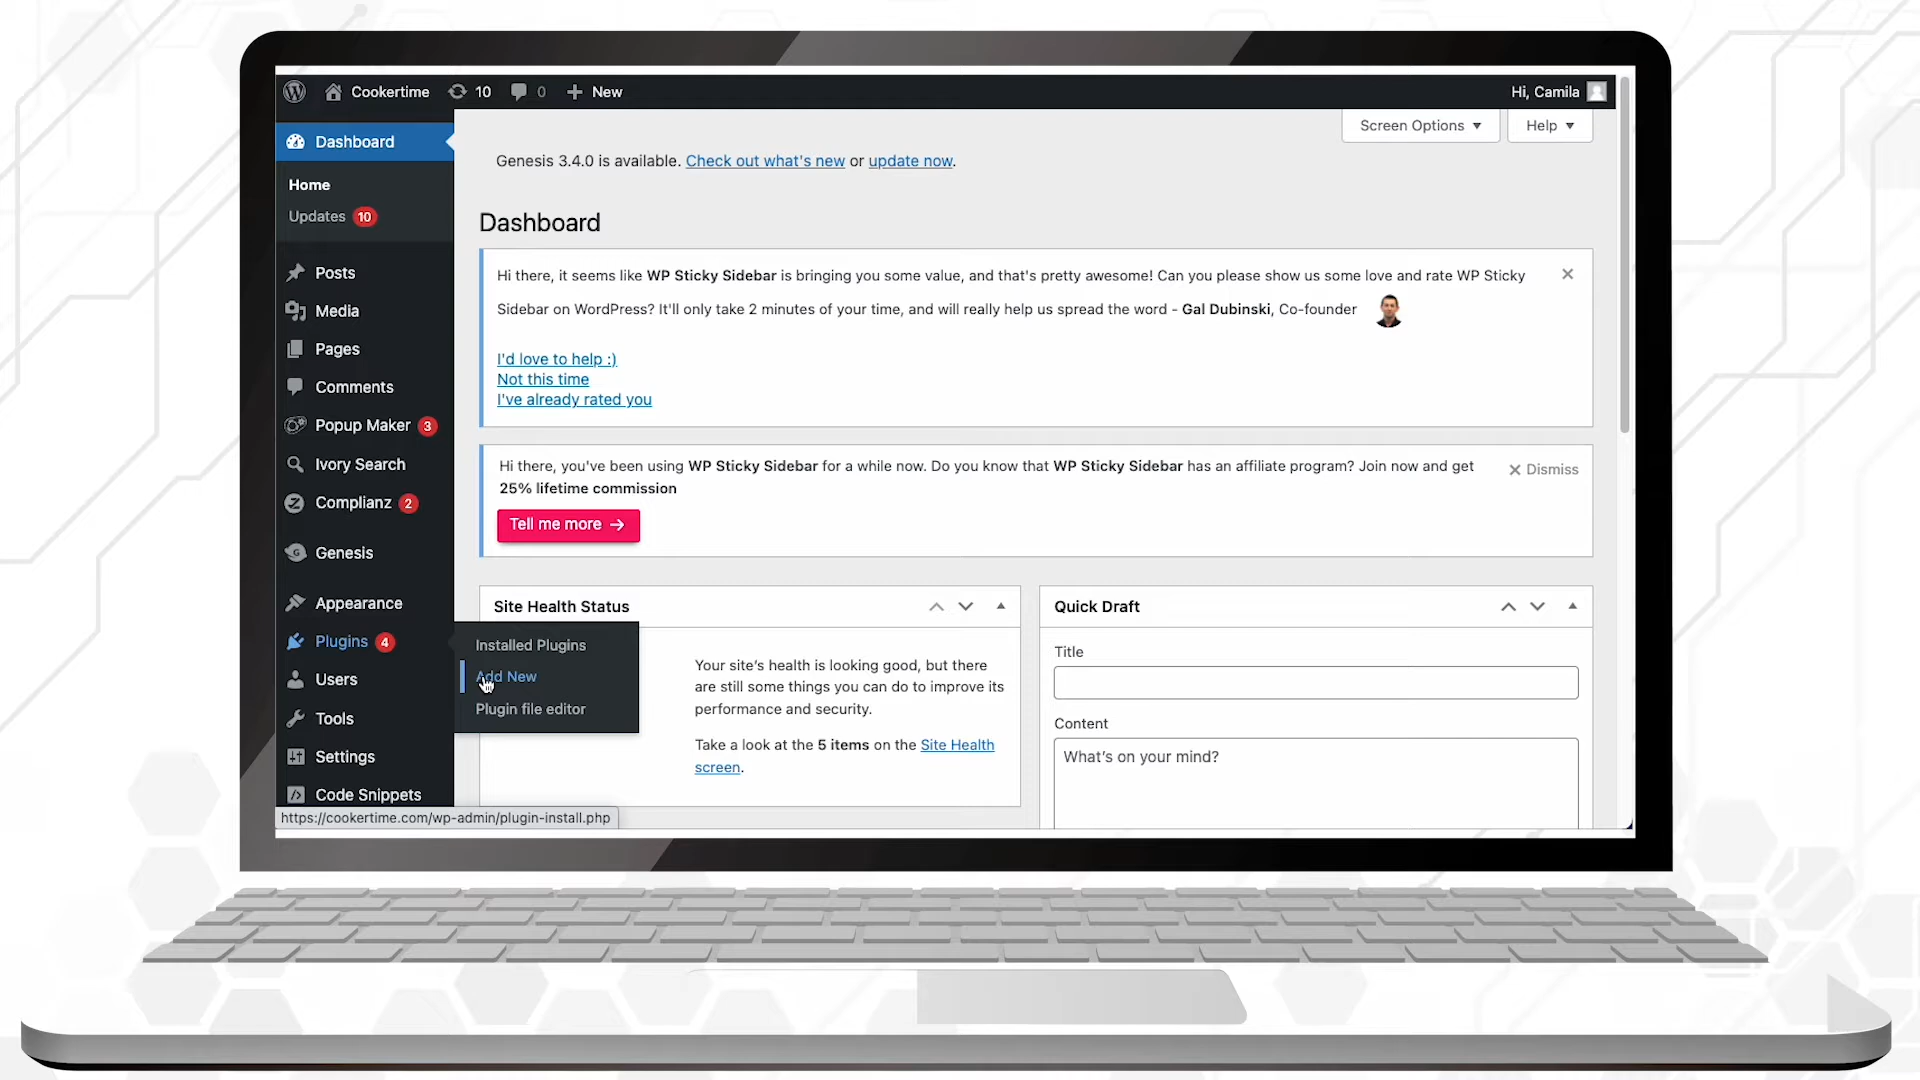 Cookertime 10 0 New Hi, Camila
Screen Options Help
Dashboard
Home
Updates 10
Posts
Media
Pages
Comments
Popup Maker 3
Ivory Search
Complianz 2
Genesis
Appearance
Plugins 4
Users
Tools
Settings
Code Snippets
Installed Plugins
Add New
Plugin file editor
Genesis 3.4.0 is available. Check out what's new or update now.
Dashboard
Hi there, it seems like WP Sticky Sidebar is bringing you some value, and that's pretty awesome! Can you please show us some love and rate WP Sticky
Sidebar on WordPress? It'll only take 2 minutes of your time, and will really help us spread the word - Gal Dubinski, Co-founder
I'd love to help :)
Not this time
I've already rated you
Hi there, you've been using WP Sticky Sidebar for a while now. Do you know that WP Sticky Sidebar has an affiliate program? Join now and get
25% lifetime commission
Dismiss
Tell me more →
Site Health Status
Your site's health is looking good, but there
are still some things you can do to improve its
performance and security.
Take a look at the 5 items on the Site Health
screen.
Quick Draft
Title
Content
What's on your mind?
https://cookertime.com/wp-admin/plugin-install.php